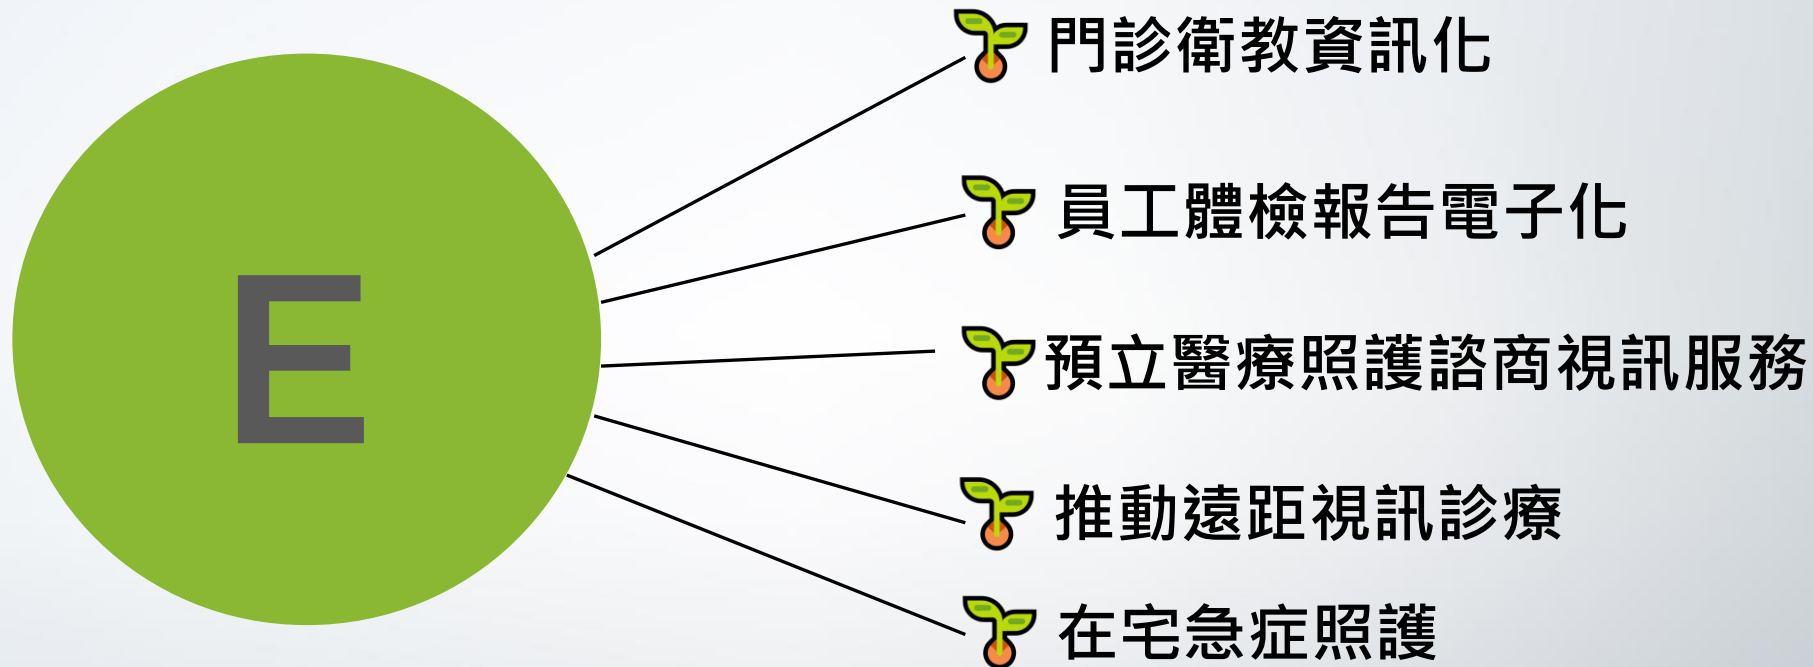 門診衛教資訊化
員工體檢報告電子化
E
預立醫療照護諮商視訊服務
推動遠距視訊診療
在宅急症照護